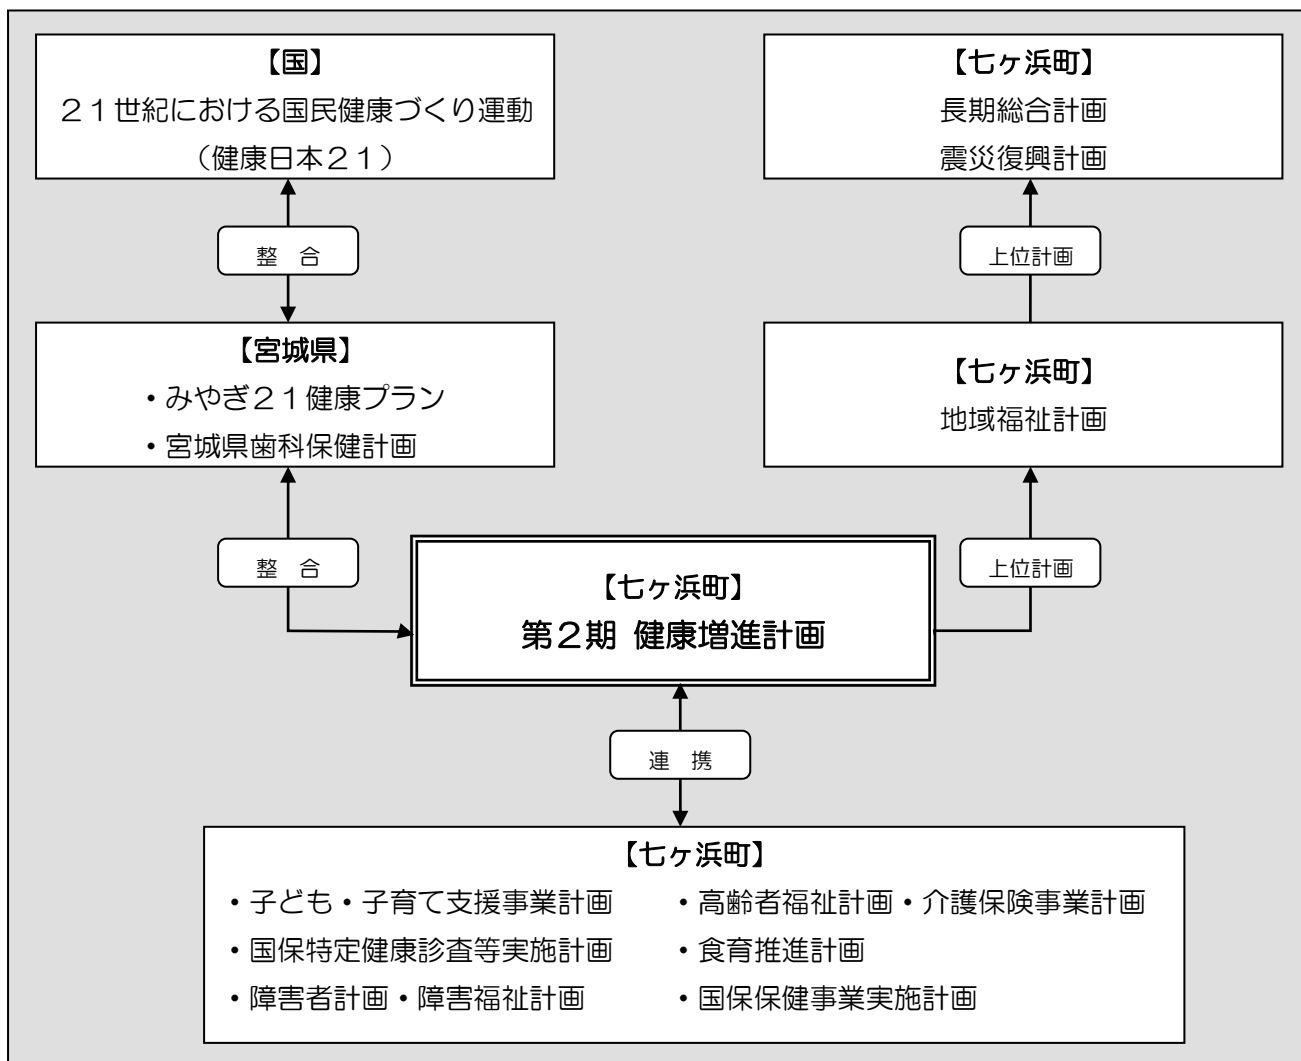 【国】
２１世紀における国民健康づくり運動
（健康日本２１）
【七ヶ浜町】
長期総合計画
震災復興計画
整　合
上位計画
【宮城県】
・みやぎ２１健康プラン
・宮城県歯科保健計画
【七ヶ浜町】
地域福祉計画
整　合
上位計画
【七ヶ浜町】
第２期 健康増進計画
連　携
【七ヶ浜町】
・子ども・子育て支援事業計画
・高齢者福祉計画・介護保険事業計画
・国保特定健康診査等実施計画
・食育推進計画
・障害者計画・障害福祉計画
・国保保健事業実施計画